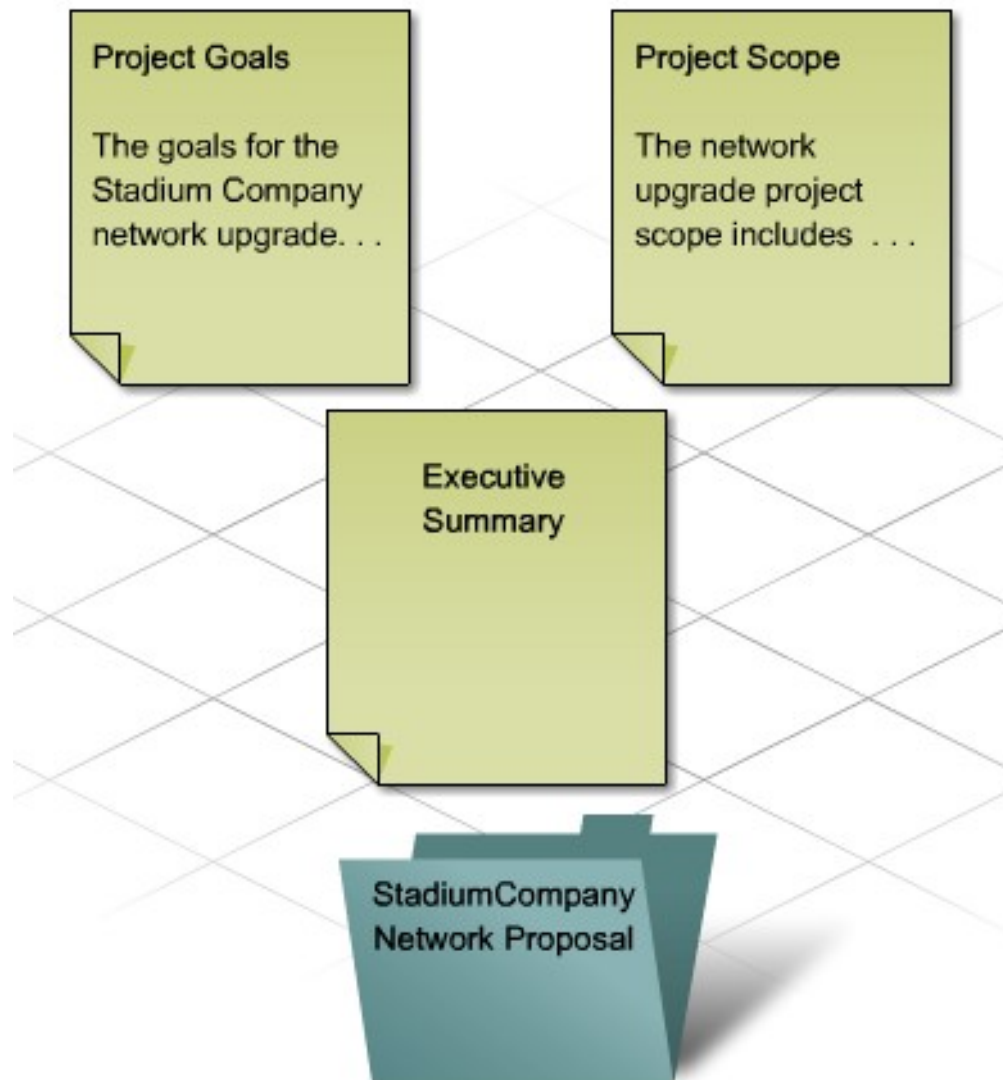 Project Goals
The goals for the
Stadium Company
network upgrade. . .
Project Scope
The network
upgrade project
scope includes . . .
Executive
Summary
StadiumCompany
Network Proposal